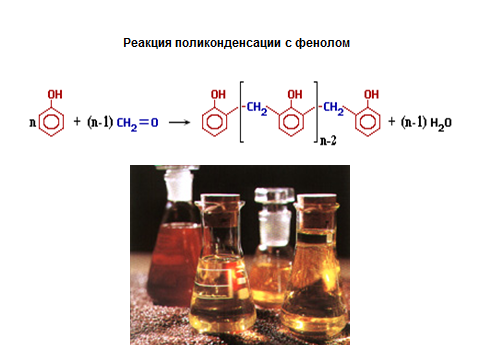 Реакция поликонденсации с фенолом
OH OH OH OH
n + (n-1) CH2=O → CH2 CH2 + (n-1) H2O
n-2